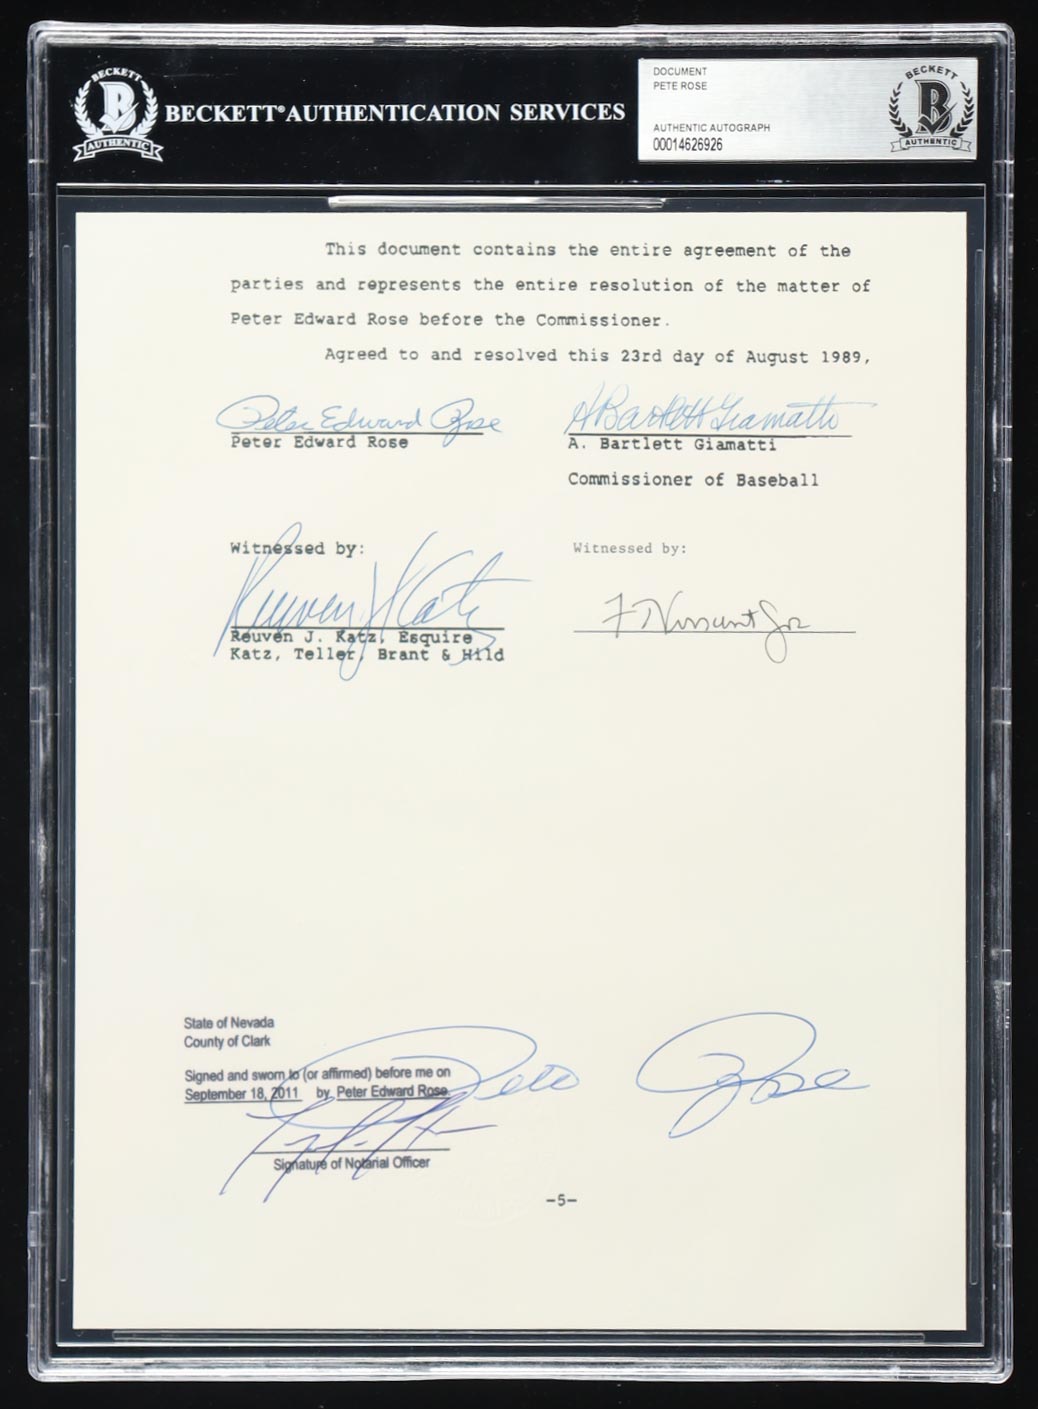 BECKETT
B
AUTHENTIC
BECKETT® AUTHENTICATION SERVICES
DOCUMENT
PETE ROSE
AUTHENTIC AUTOGRAPH
00014626926
BECKETT
B
AUTHENTIC
This document contains the entire agreement of the
parties and represents the entire resolution of the matter of
Peter Edward Rose before the Commissioner.
Agreed to and resolved this 23rd day of August 1989,
Peter Edward Rose
Peter Edward Rose
A Bartlett Giamatti
A. Bartlett Giamatti
Commissioner of Baseball
Witnessed by:
Reuven J Katz
Reuven J. Katz, Esquire
Katz, Teller, Brant & Hild
Witnessed by:
F T Vincent Jr
State of Nevada
County of Clark
Signed and sworn to (or affirmed) before me on
September 18, 2011 by Peter Edward Rose
Signature of Notarial Officer
Pete Rose
-5-